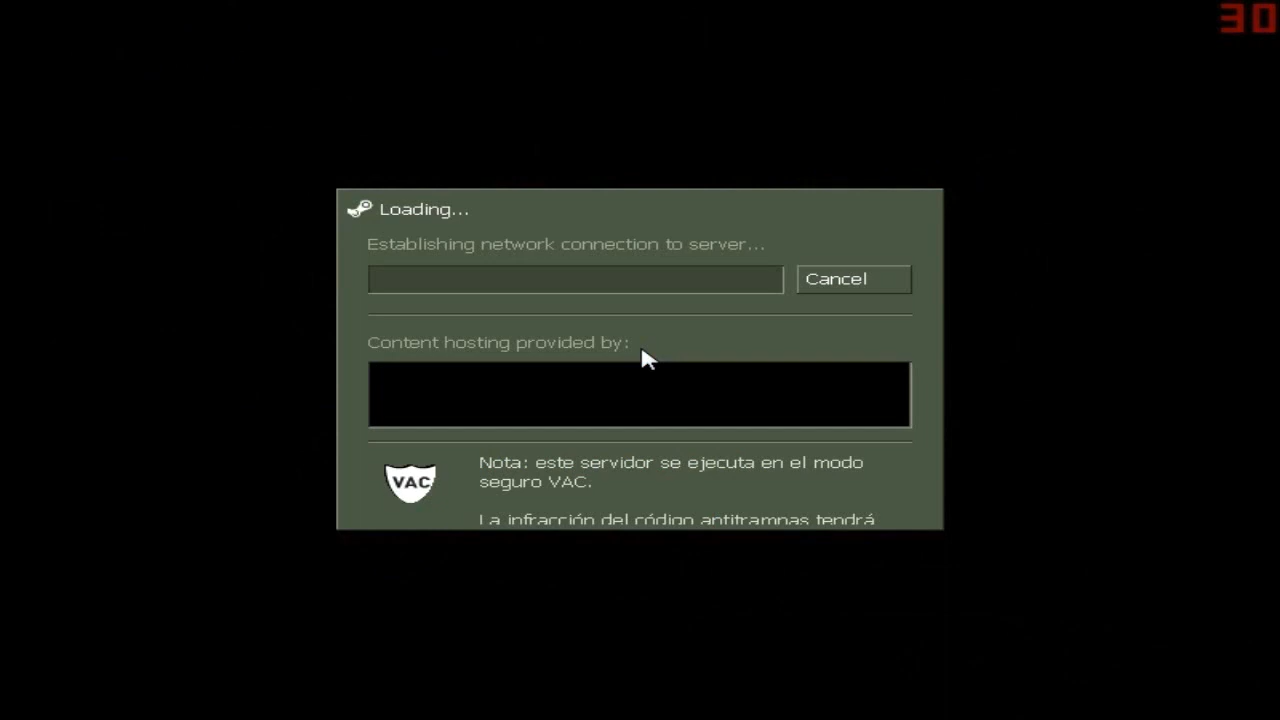 30
Loading...
Establishing network connection to server...
Cancel
Content hosting provided by:
VAC
Nota: este servidor se ejecuta en el modo
seguro VAC.
La infracción del código antitrampas tendrá